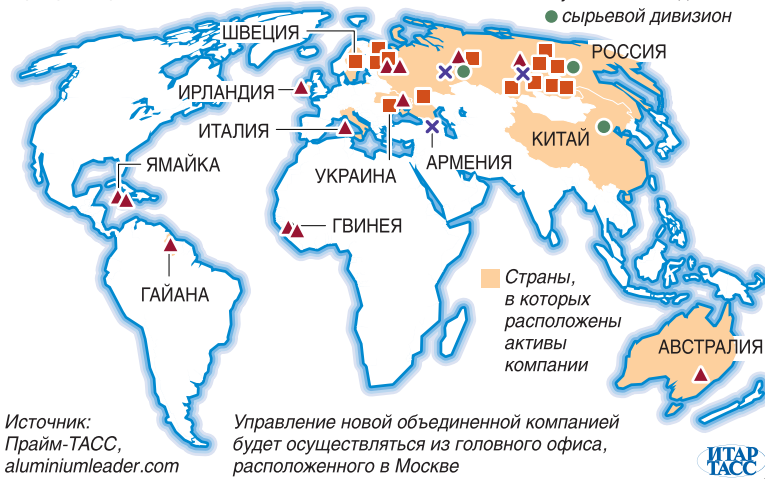 сырьевой дивизион
ШВЕЦИЯ
РОССИЯ
ИРЛАНДИЯ
ИТАЛИЯ
КИТАЙ
ЯМАЙКА
УКРАИНА
АРМЕНИЯ
ГВИНЕЯ
ГАЙАНА
Страны,
в которых
расположены
активы
компании
АВСТРАЛИЯ
Источник:
Прайм-ТАСС,
aluminiumleader.com
Управление новой объединенной компанией
будет осуществляться из головного офиса,
расположенного в Москве
ИТАР
ТАСС